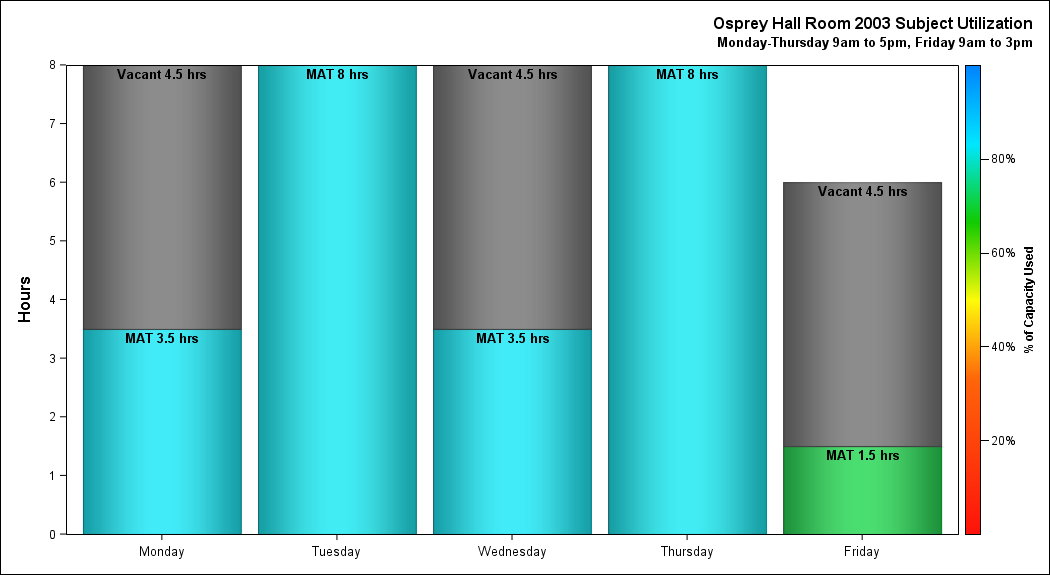 Osprey Hall Room 2003 Subject Utilization
Monday-Thursday 9am to 5pm, Friday 9am to 3pm
Hours
8
7
6
5
4
3
2
1
0
Vacant 4.5 hrs
MAT 3.5 hrs
MAT 8 hrs
Vacant 4.5 hrs
MAT 3.5 hrs
MAT 8 hrs
Vacant 4.5 hrs
MAT 1.5 hrs
Monday
Tuesday
Wednesday
Thursday
Friday
80%
60%
40%
20%
% of Capacity Used